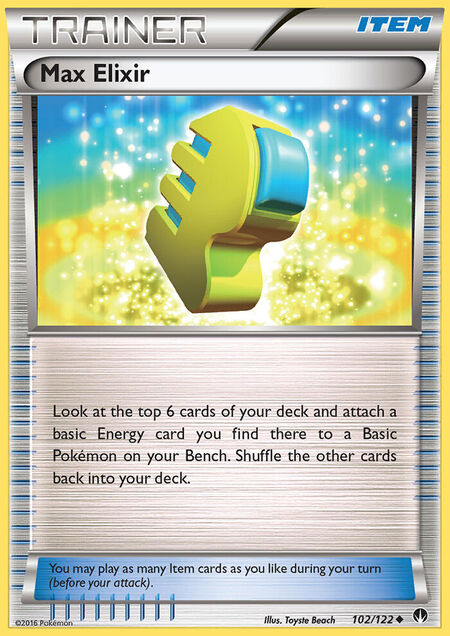 TRAINER ITEM
Max Elixir
Look at the top 6 cards of your deck and attach a
basic Energy card you find there to a Basic
Pokémon on your Bench. Shuffle the other cards
back into your deck.
You may play as many Item cards as you like during your turn
(before your attack).
©2016 Pokémon Illus. Toyste Beach 102/122